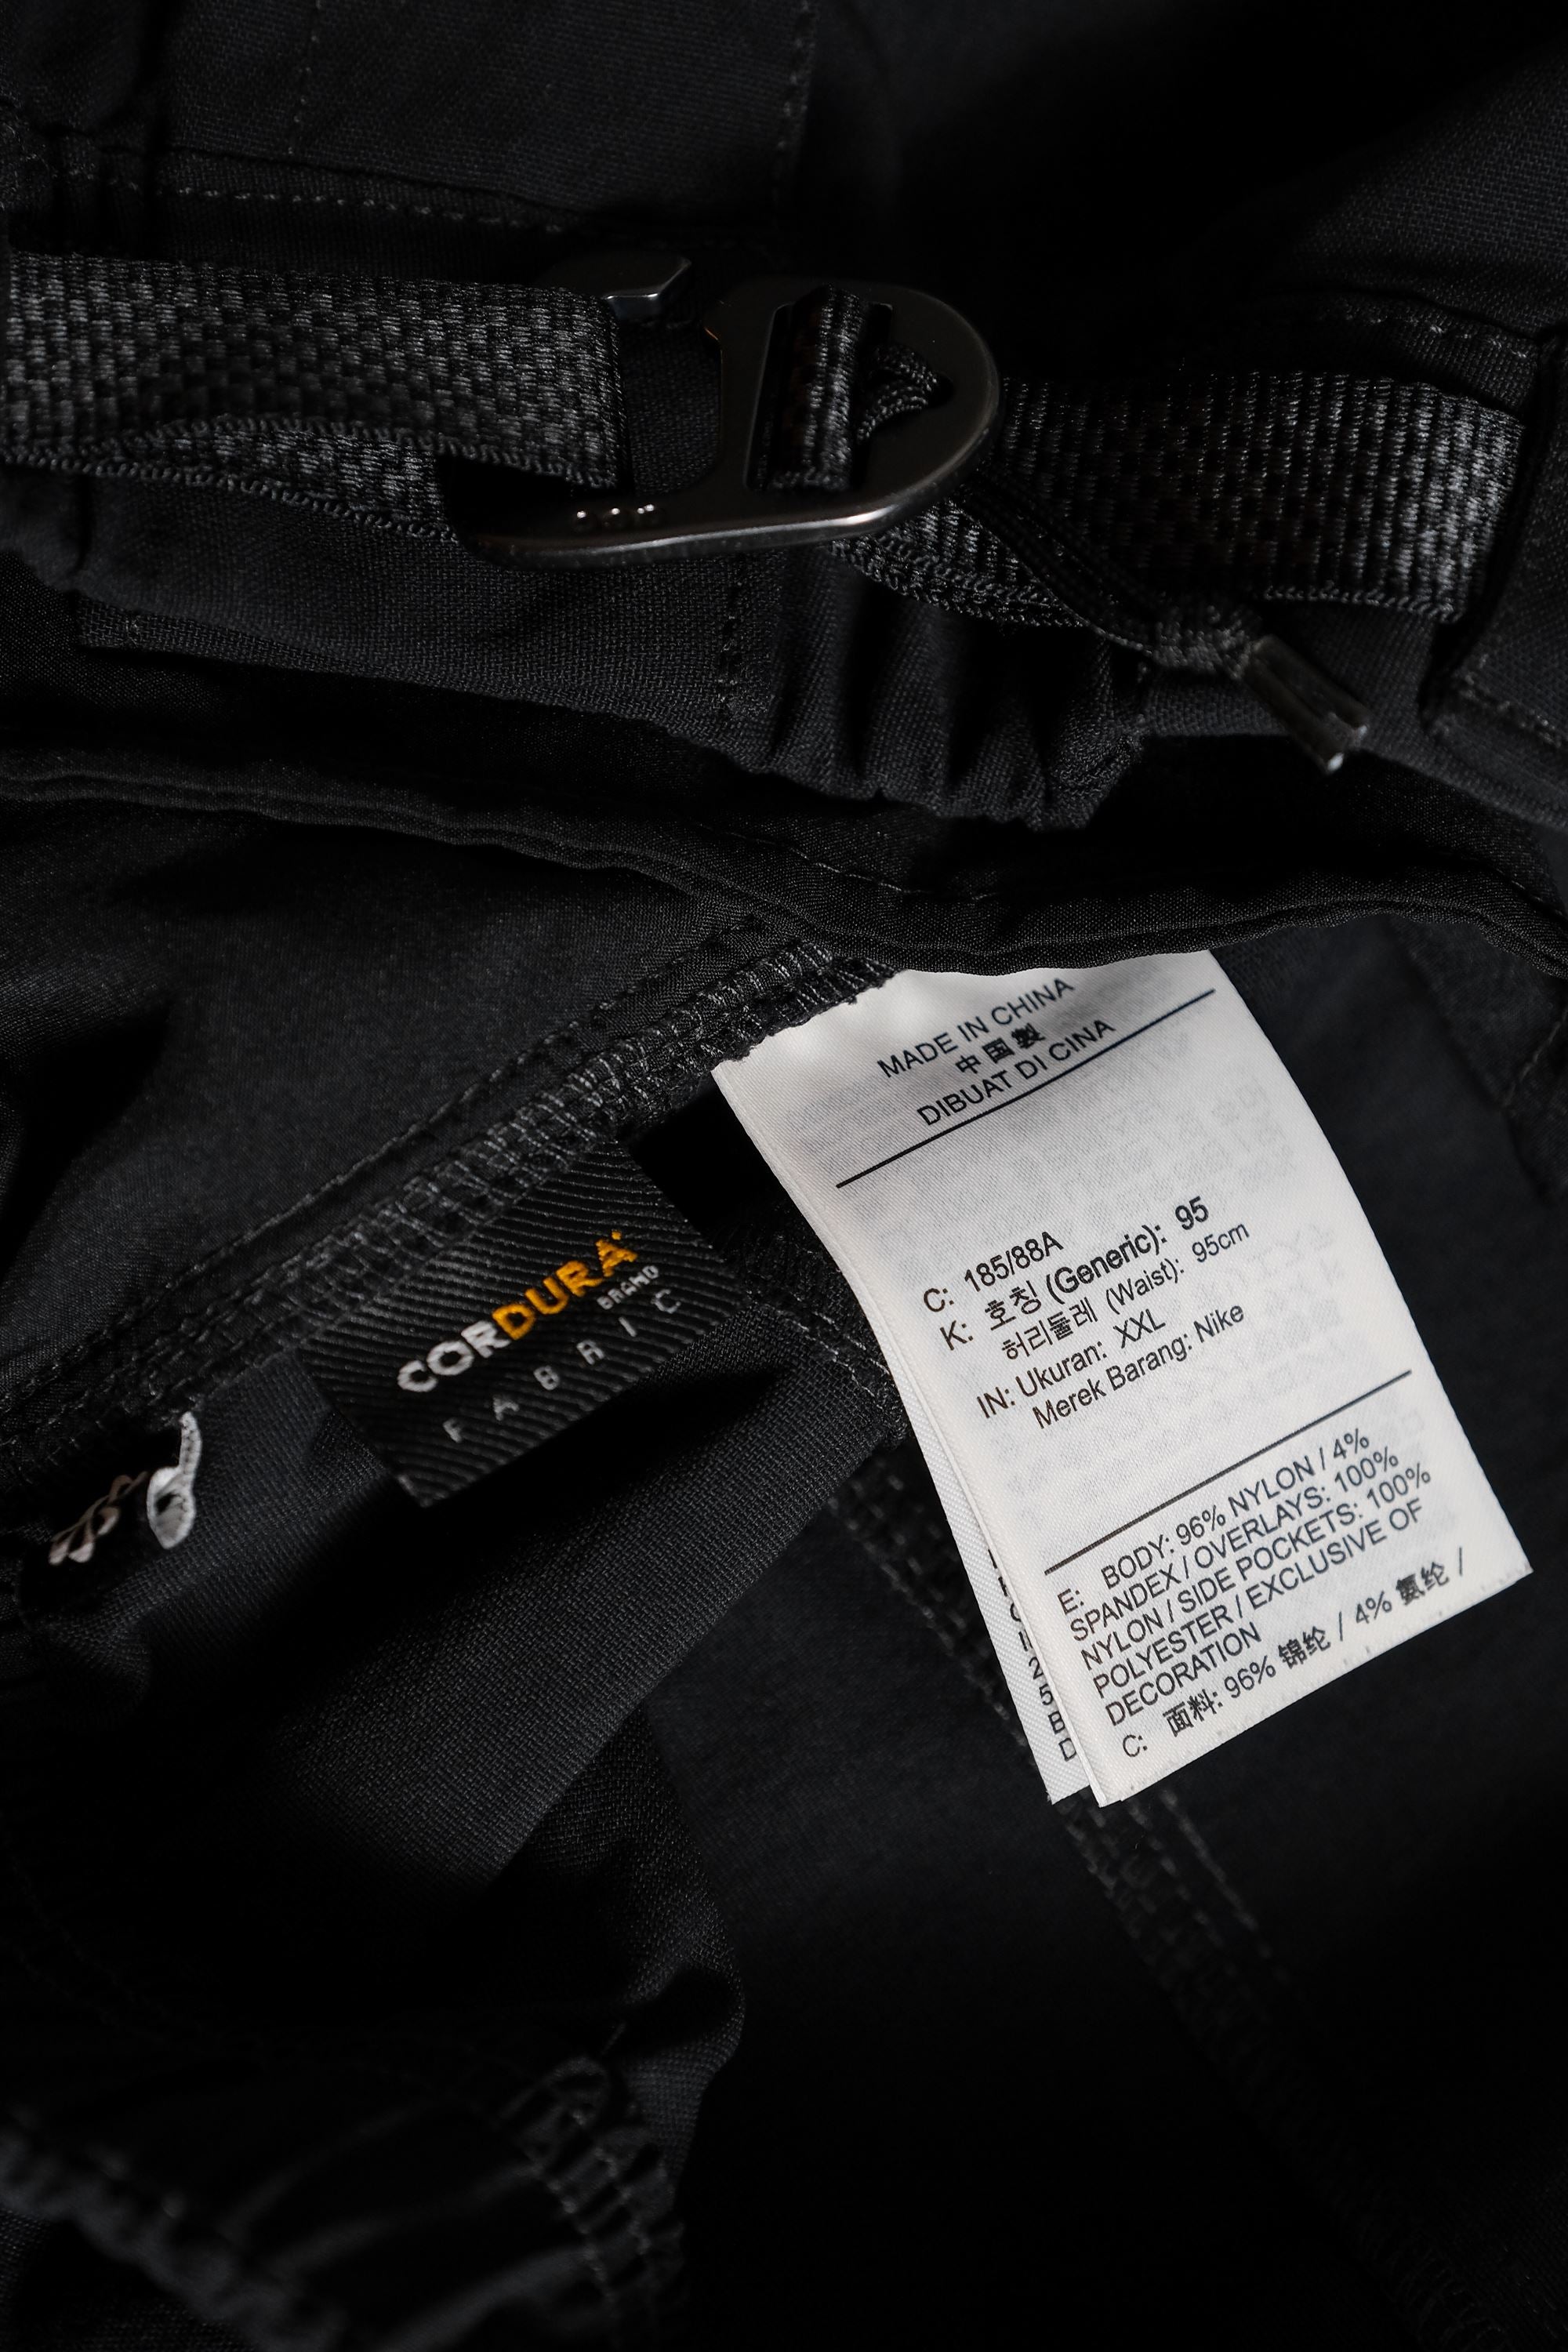 MADE IN CHINA
中国製
DIBUAT DI CINA
C: 185/88A
K: 호칭 (Generic): 95
허리둘레 (Waist): 95cm
IN: Ukuran: XXL
Merek Barang: Nike
E: BODY: 96% NYLON / 4%
SPANDEX / OVERLAYS: 100%
NYLON / SIDE POCKETS: 100%
POLYESTER / EXCLUSIVE OF
DECORATION
C: 面料: 96% 锦纶 / 4% 氨纶 /
CORDURA
BRAND
FABRIC